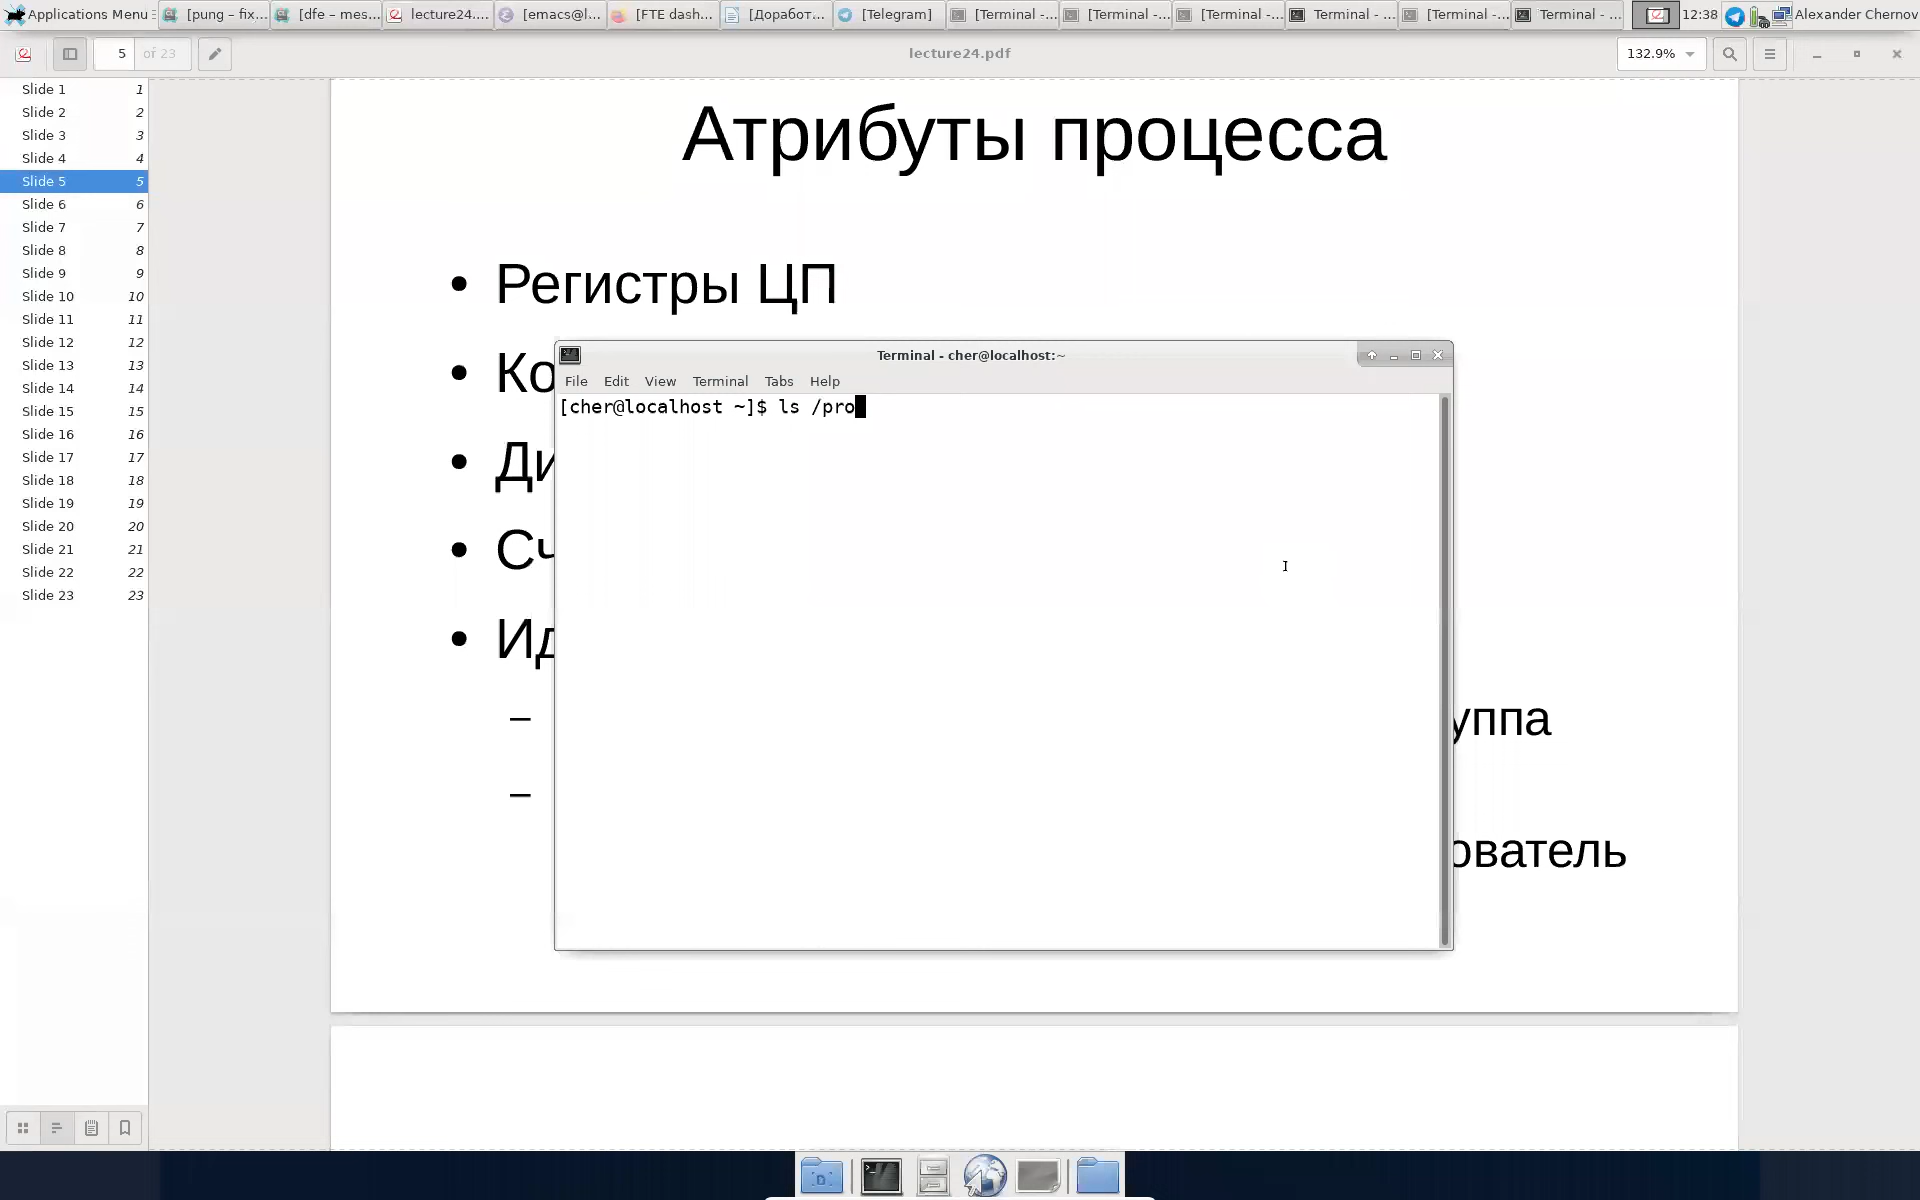 Applications Menu [pung – fix... [dfe – mes... lecture24.... [emacs@l... [FTE dash... [Доработ... [Telegram] [Terminal -... [Terminal -... [Terminal -... Terminal - ... [Terminal -... Terminal - ... 12:38 Alexander Chernov
5 of 23 lecture24.pdf 132.9%
Slide 1 1
Slide 2 2
Slide 3 3
Slide 4 4
Slide 5 5
Slide 6 6
Slide 7 7
Slide 8 8
Slide 9 9
Slide 10 10
Slide 11 11
Slide 12 12
Slide 13 13
Slide 14 14
Slide 15 15
Slide 16 16
Slide 17 17
Slide 18 18
Slide 19 19
Slide 20 20
Slide 21 21
Slide 22 22
Slide 23 23
Атрибуты процесса
• Регистры ЦП
• Ко
• Ди
• Сч
• Ид
– уппа
–
ователь
Terminal - cher@localhost:~
File Edit View Terminal Tabs Help
[cher@localhost ~]$ ls /pro